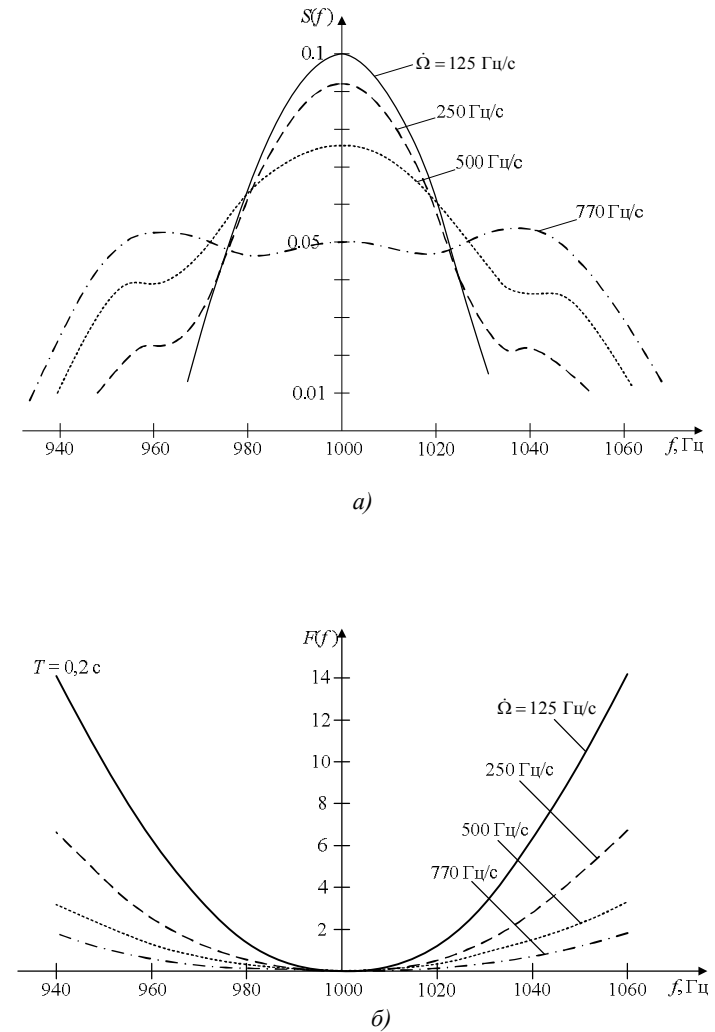 S(f)
0.1
Ω̇ = 125 Гц/с
250 Гц/с
500 Гц/с
770 Гц/с
0.05
0.01
940 960 980 1000 1020 1040 1060 f, Гц
а)
F(f)
T = 0,2 с
14
Ω̇ = 125 Гц/с
12
10
250 Гц/с
8
500 Гц/с
6
770 Гц/с
4
2
940 960 980 1000 1020 1040 1060 f, Гц
б)